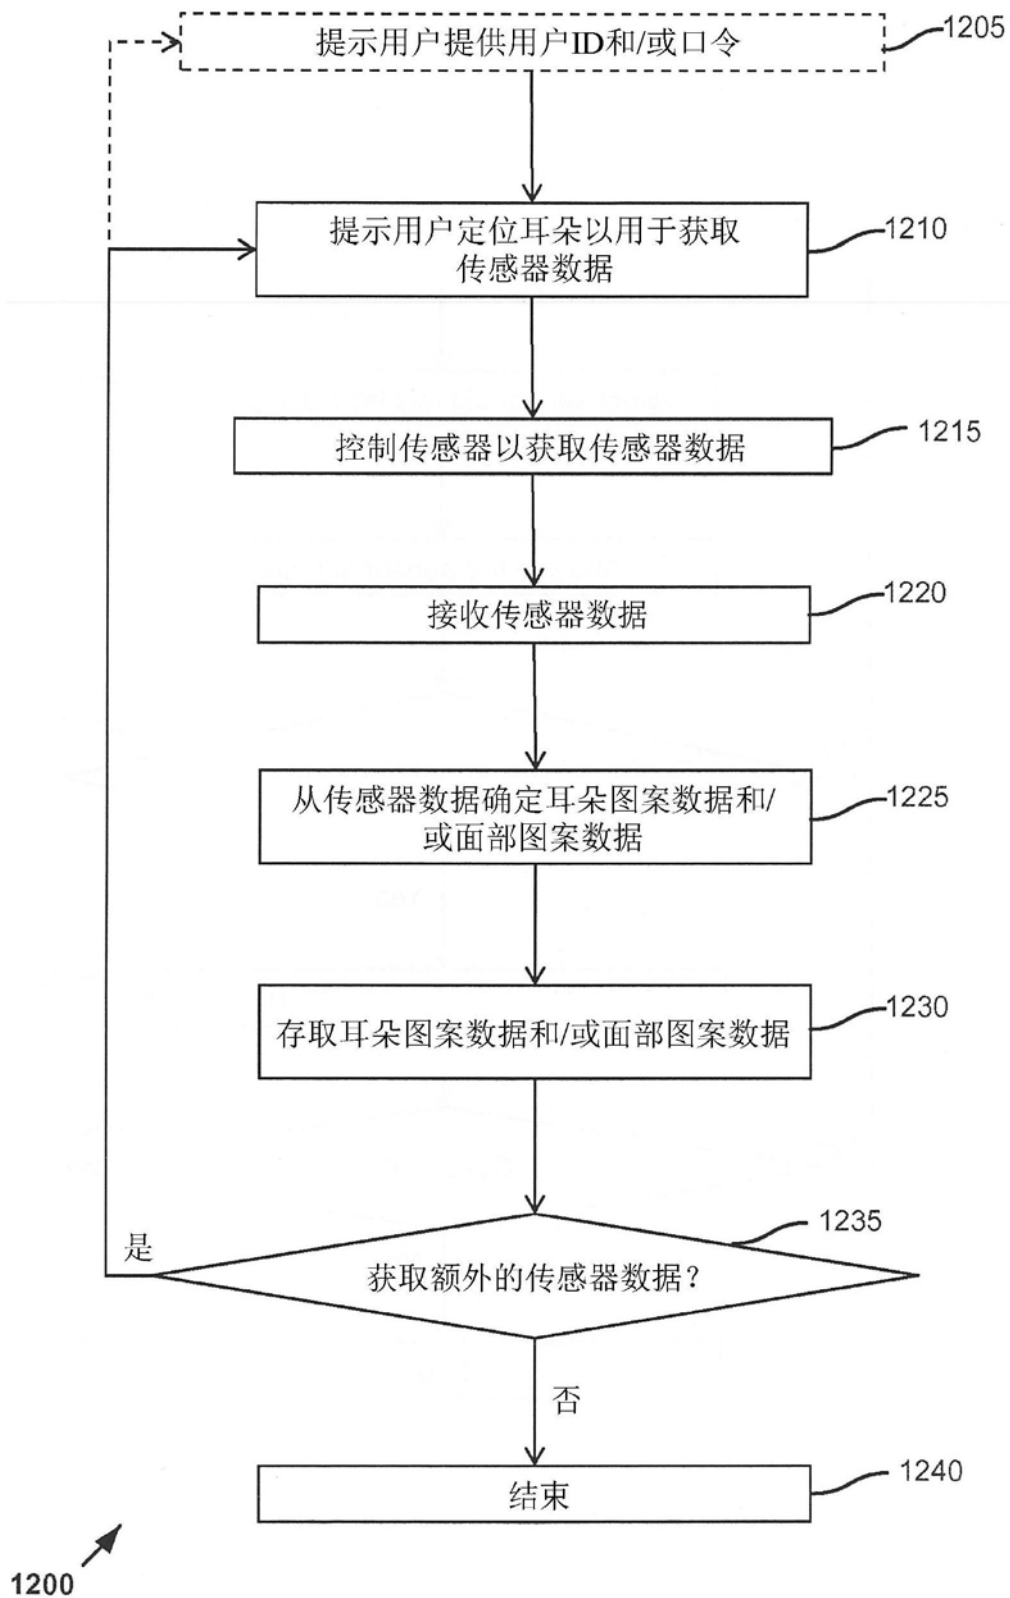 提示用户提供用户ID和/或口令
1205
提示用户定位耳朵以用于获取
传感器数据
1210
控制传感器以获取传感器数据
1215
接收传感器数据
1220
从传感器数据确定耳朵图案数据和/
或面部图案数据
1225
存取耳朵图案数据和/或面部图案数据
1230
1235
是
获取额外的传感器数据?
否
结束
1240
1200